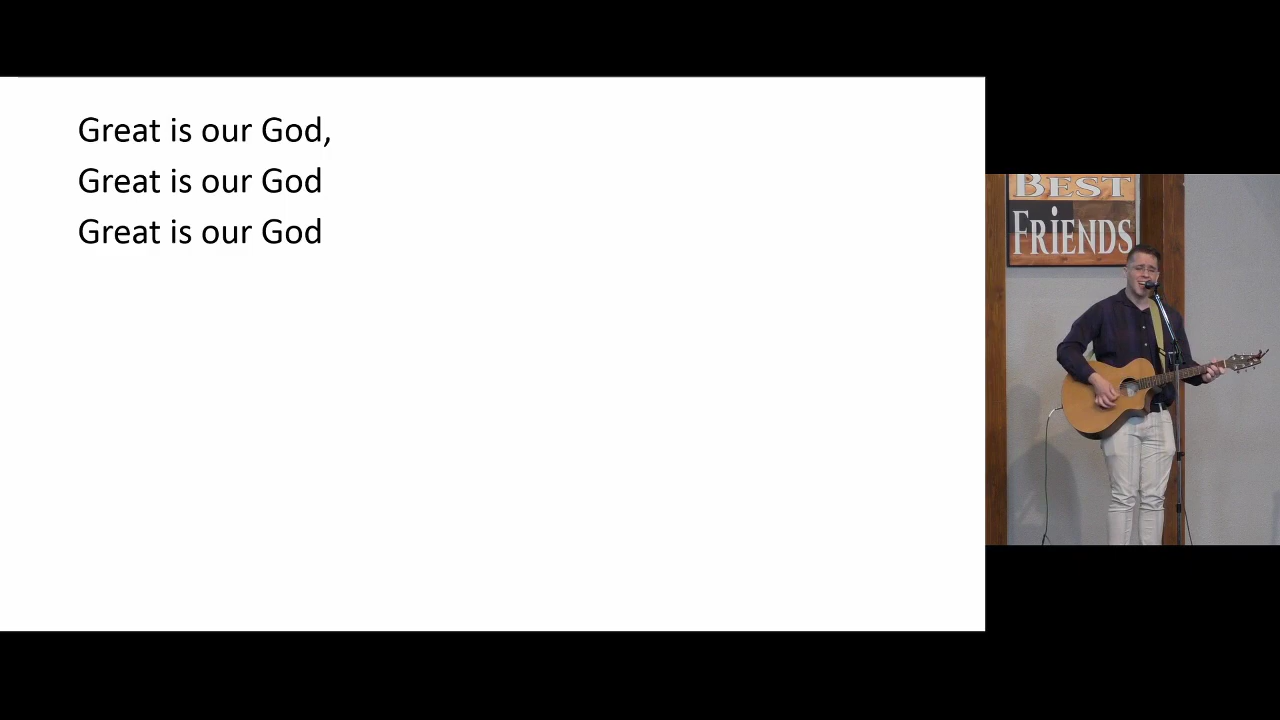 Great is our God,
Great is our God
Great is our God
BEST
FRIENDS